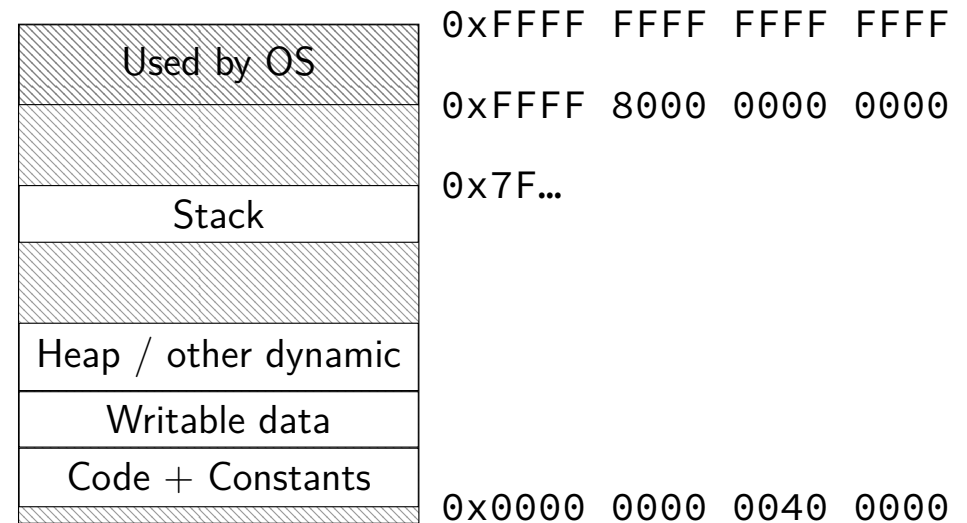 0xFFFF FFFF FFFF FFFF
Used by OS
0xFFFF 8000 0000 0000
0x7F…
Stack
Heap / other dynamic
Writable data
Code + Constants
0x0000 0000 0040 0000